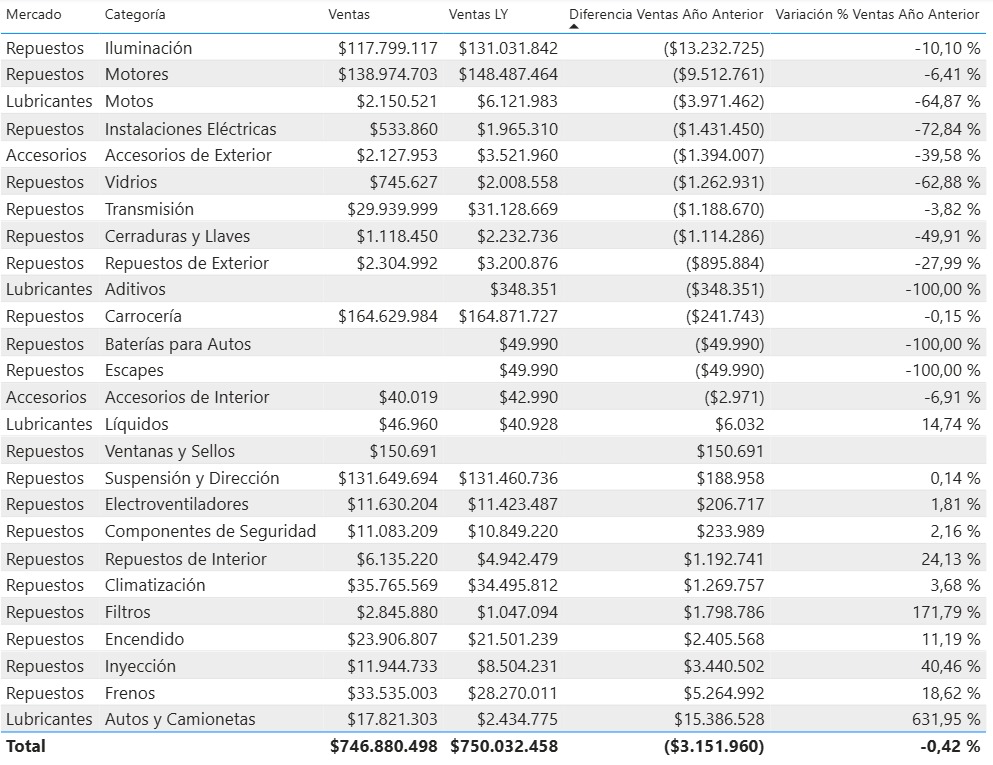 Mercado Categoría Ventas Ventas LY Diferencia Ventas Año Anterior Variación % Ventas Año Anterior
Repuestos Iluminación $117.799.117 $131.031.842 ($13.232.725) -10,10 %
Repuestos Motores $138.974.703 $148.487.464 ($9.512.761) -6,41 %
Lubricantes Motos $2.150.521 $6.121.983 ($3.971.462) -64,87 %
Repuestos Instalaciones Eléctricas $533.860 $1.965.310 ($1.431.450) -72,84 %
Accesorios Accesorios de Exterior $2.127.953 $3.521.960 ($1.394.007) -39,58 %
Repuestos Vidrios $745.627 $2.008.558 ($1.262.931) -62,88 %
Repuestos Transmisión $29.939.999 $31.128.669 ($1.188.670) -3,82 %
Repuestos Cerraduras y Llaves $1.118.450 $2.232.736 ($1.114.286) -49,91 %
Repuestos Repuestos de Exterior $2.304.992 $3.200.876 ($895.884) -27,99 %
Lubricantes Aditivos $348.351 ($348.351) -100,00 %
Repuestos Carrocería $164.629.984 $164.871.727 ($241.743) -0,15 %
Repuestos Baterías para Autos $49.990 ($49.990) -100,00 %
Repuestos Escapes $49.990 ($49.990) -100,00 %
Accesorios Accesorios de Interior $40.019 $42.990 ($2.971) -6,91 %
Lubricantes Líquidos $46.960 $40.928 $6.032 14,74 %
Repuestos Ventanas y Sellos $150.691 $150.691
Repuestos Suspensión y Dirección $131.649.694 $131.460.736 $188.958 0,14 %
Repuestos Electroventiladores $11.630.204 $11.423.487 $206.717 1,81 %
Repuestos Componentes de Seguridad $11.083.209 $10.849.220 $233.989 2,16 %
Repuestos Repuestos de Interior $6.135.220 $4.942.479 $1.192.741 24,13 %
Repuestos Climatización $35.765.569 $34.495.812 $1.269.757 3,68 %
Repuestos Filtros $2.845.880 $1.047.094 $1.798.786 171,79 %
Repuestos Encendido $23.906.807 $21.501.239 $2.405.568 11,19 %
Repuestos Inyección $11.944.733 $8.504.231 $3.440.502 40,46 %
Repuestos Frenos $33.535.003 $28.270.011 $5.264.992 18,62 %
Lubricantes Autos y Camionetas $17.821.303 $2.434.775 $15.386.528 631,95 %
Total $746.880.498 $750.032.458 ($3.151.960) -0,42 %